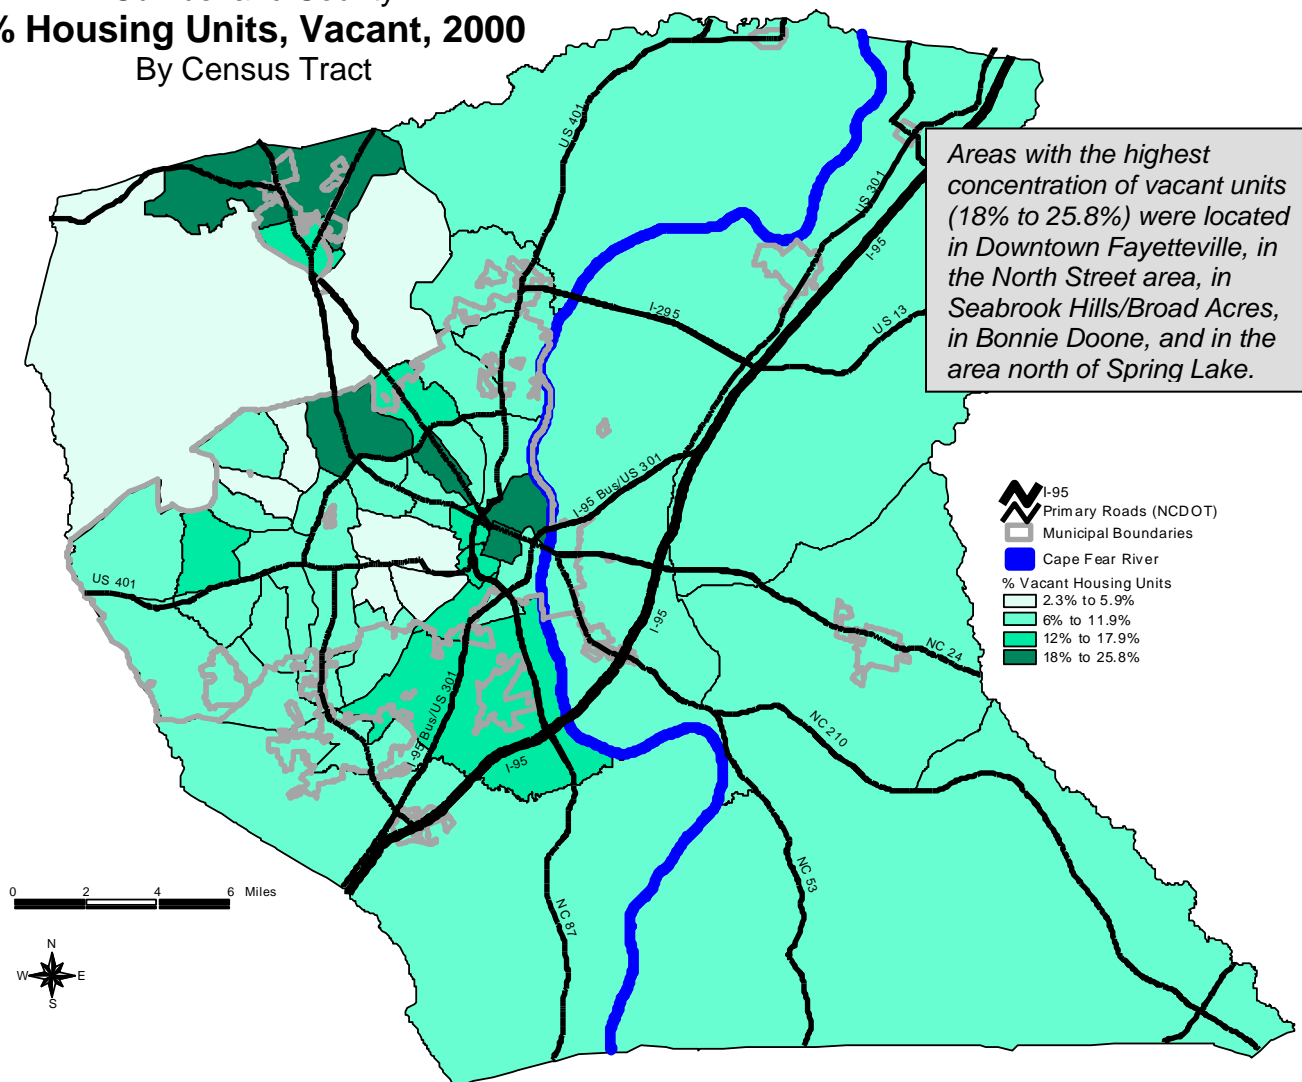 % Housing Units, Vacant, 2000
By Census Tract
Areas with the highest
concentration of vacant units
(18% to 25.8%) were located
in Downtown Fayetteville, in
the North Street area, in
Seabrook Hills/Broad Acres,
in Bonnie Doone, and in the
area north of Spring Lake.
US 401
US 301
I-95
I-295
US 13
I-95 Bus/US 301
US 401
I-95
NC 24
I-95/Bus/US 301
I-95
NC 210
NC 53
NC 87
I-95
Primary Roads (NCDOT)
Municipal Boundaries
Cape Fear River
% Vacant Housing Units
2.3% to 5.9%
6% to 11.9%
12% to 17.9%
18% to 25.8%
0 2 4 6 Miles
N
W E
S